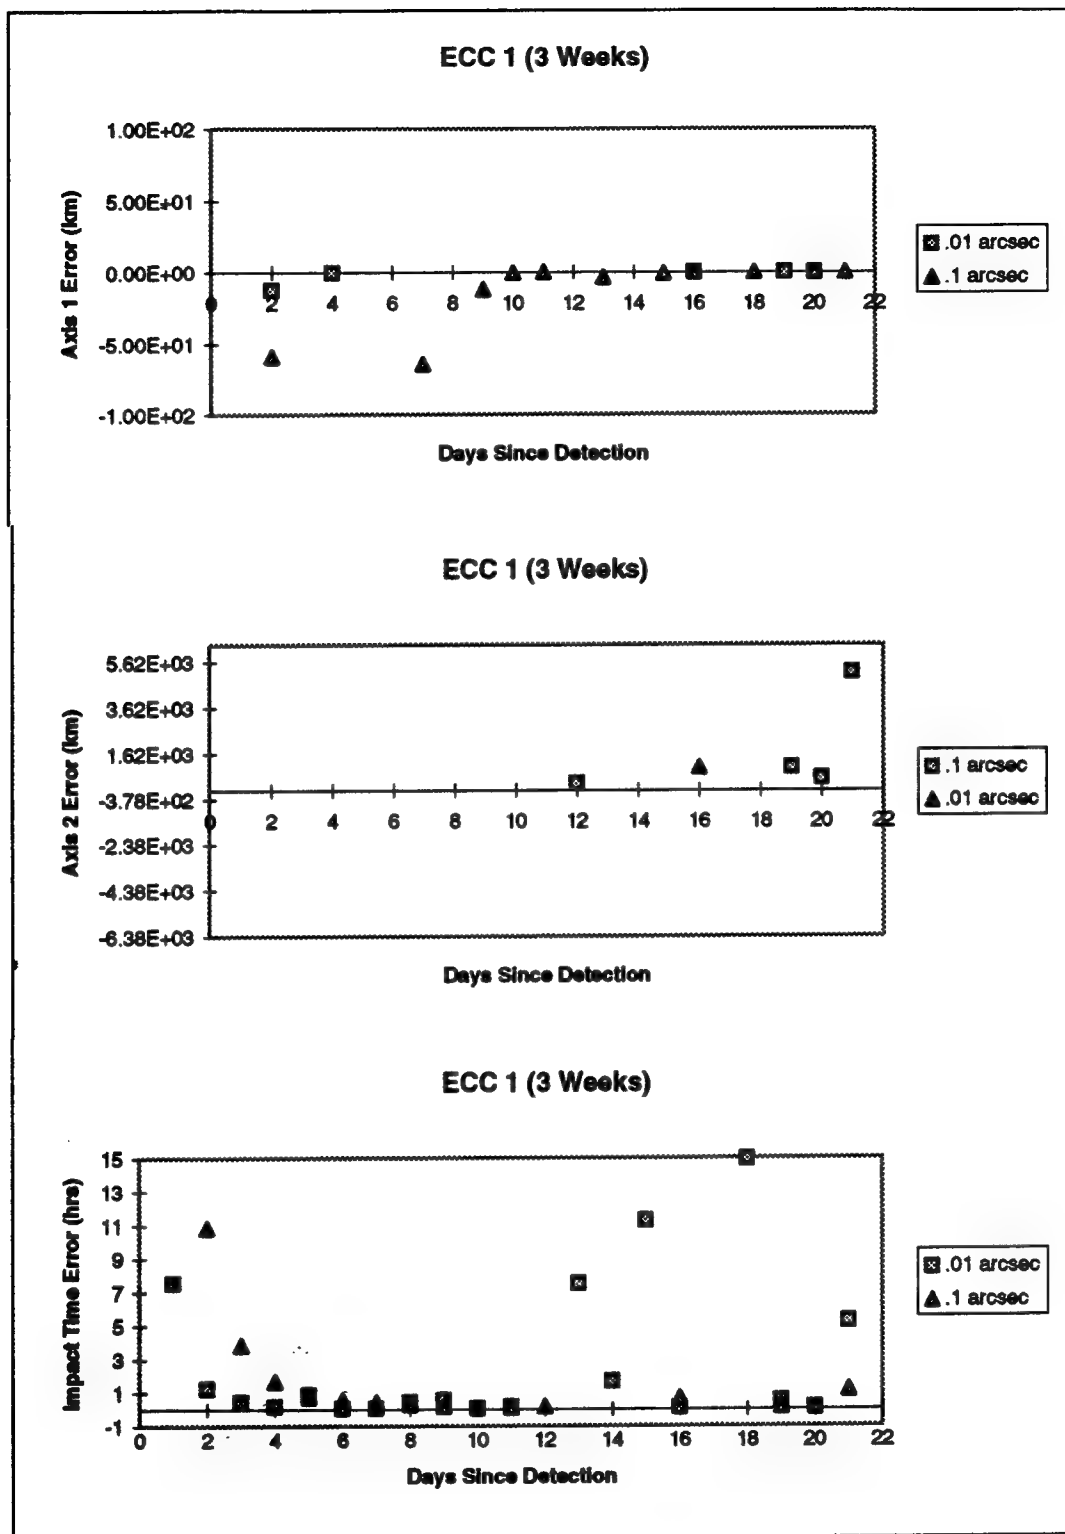 ECC 1 (3 Weeks)
1.00E+02
5.00E+01
0.00E+00
-5.00E+01
-1.00E+02
Axis 1 Error (km)
0 2 4 6 8 10 12 14 16 18 20 22
Days Since Detection
.01 arcsec
.1 arcsec
ECC 1 (3 Weeks)
5.62E+03
3.62E+03
1.62E+03
-3.78E+02
-2.38E+03
-4.38E+03
-6.38E+03
Axis 2 Error (km)
0 2 4 6 8 10 12 14 16 18 20 22
Days Since Detection
.1 arcsec
.01 arcsec
ECC 1 (3 Weeks)
15
13
11
9
7
5
3
1
-1
Impact Time Error (hrs)
0 2 4 6 8 10 12 14 16 18 20 22
Days Since Detection
.01 arcsec
.1 arcsec